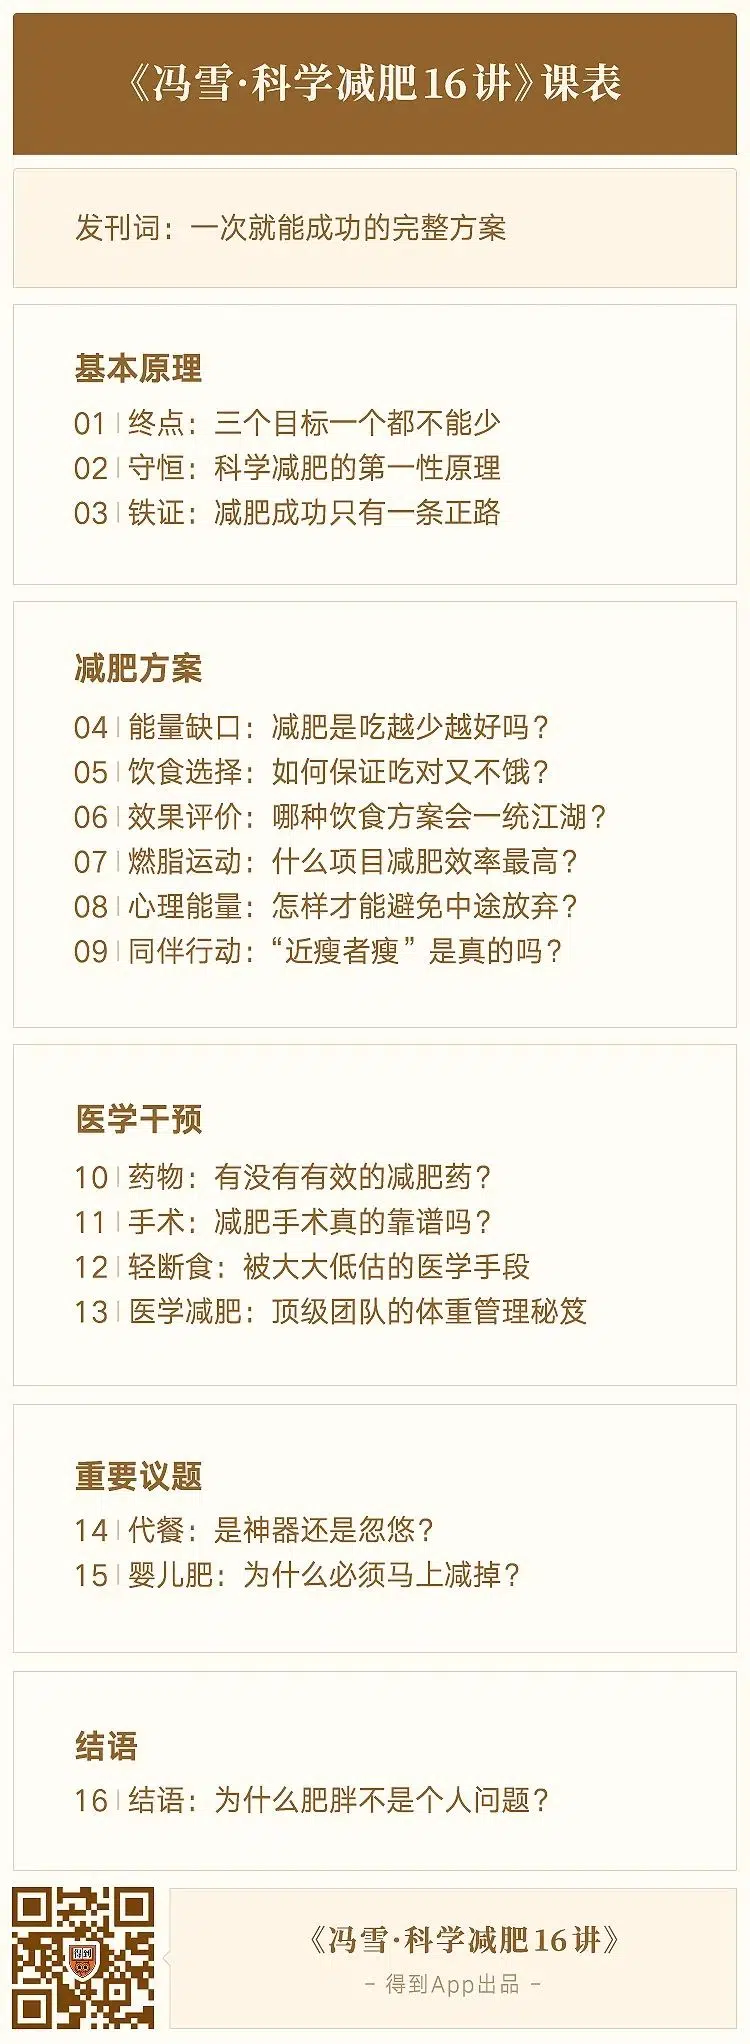 《冯雪·科学减肥16讲》课表
发刊词：一次就能成功的完整方案
基本原理
01 | 终点：三个目标一个都不能少
02 | 守恒：科学减肥的第一性原理
03 | 铁证：减肥成功只有一条正路
减肥方案
04 | 能量缺口：减肥是吃越少越好吗？
05 | 饮食选择：如何保证吃对又不饿？
06 | 效果评价：哪种饮食方案会一统江湖？
07 | 燃脂运动：什么项目减肥效率最高？
08 | 心理能量：怎样才能避免中途放弃？
09 | 同伴行动：“近瘦者瘦”是真的吗？
医学干预
10 | 药物：有没有有效的减肥药？
11 | 手术：减肥手术真的靠谱吗？
12 | 轻断食：被大大低估的医学手段
13 | 医学减肥：顶级团队的体重管理秘笈
重要议题
14 | 代餐：是神器还是忽悠？
15 | 婴儿肥：为什么必须马上减掉？
结语
16 | 结语：为什么肥胖不是个人问题？
得到
《冯雪·科学减肥16讲》
- 得到App出品 -